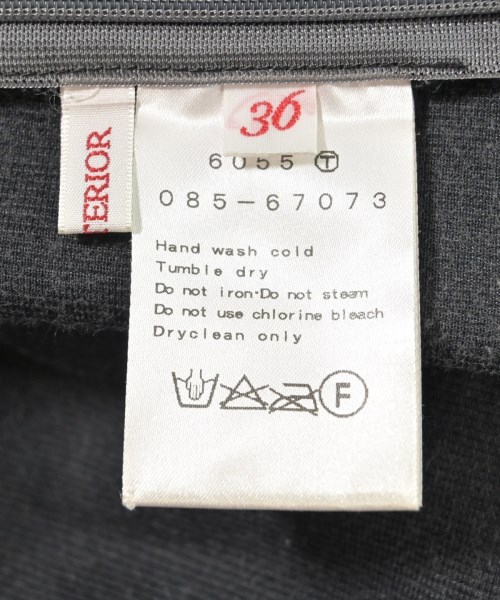 36
TERIOR
6055 Ⓣ
085-67073
Hand wash cold
Tumble dry
Do not iron·Do not steam
Do not use chlorine bleach
Dryclean only
F